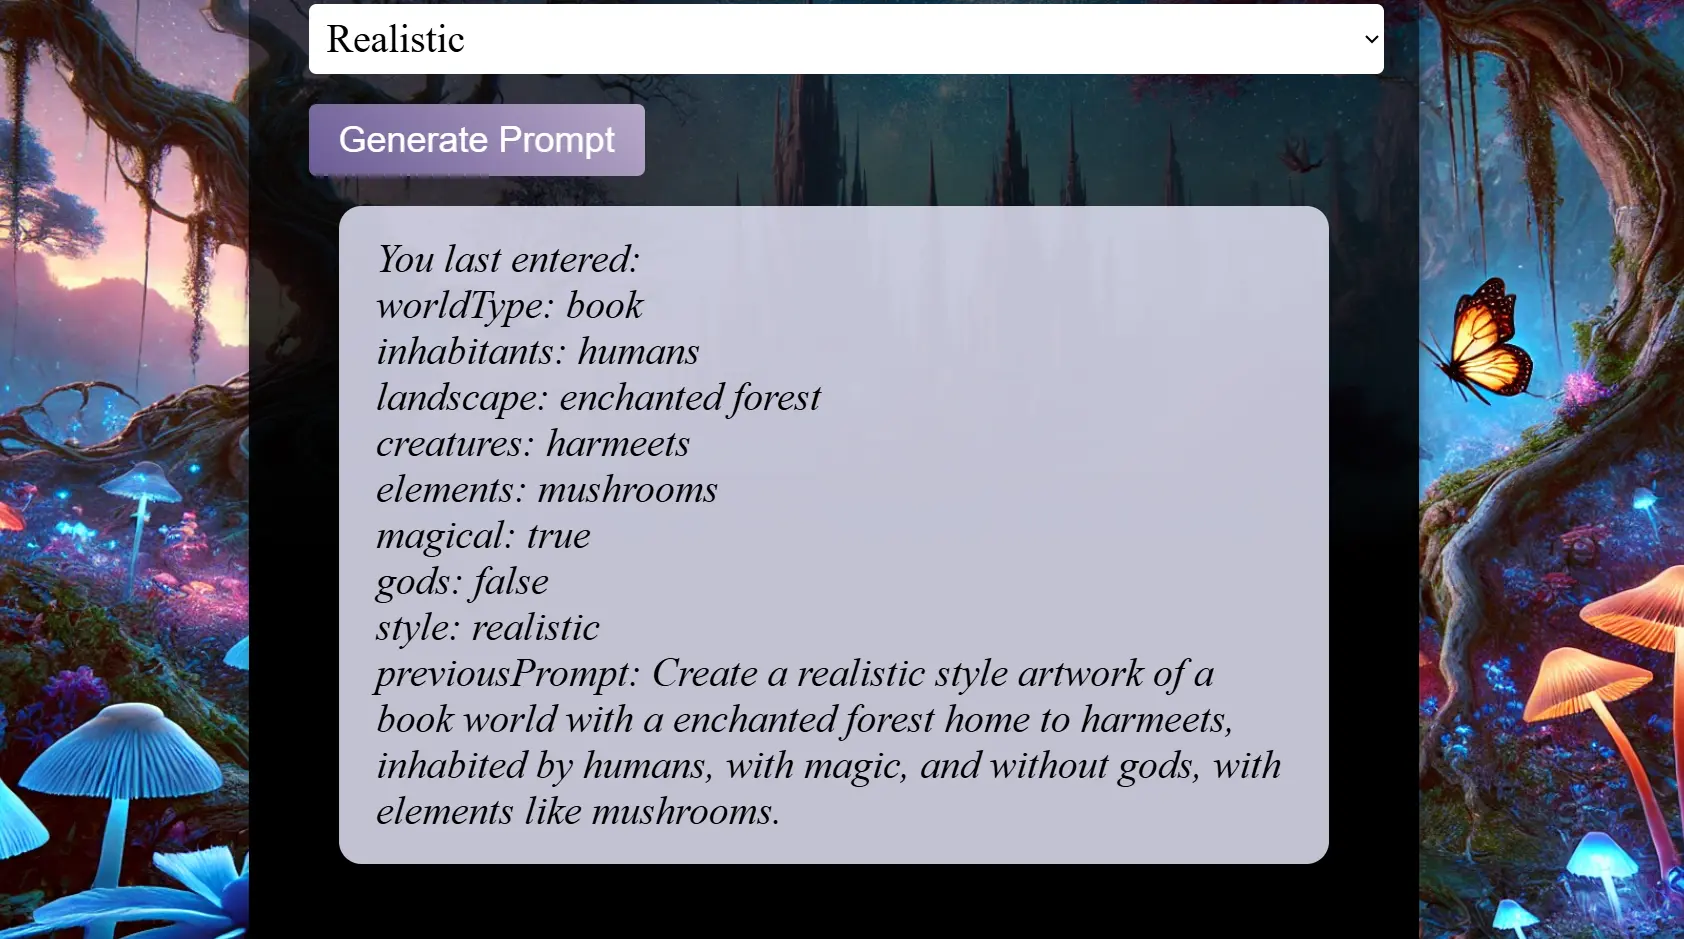 Realistic
Generate Prompt
You last entered:
worldType: book
inhabitants: humans
landscape: enchanted forest
creatures: harmeets
elements: mushrooms
magical: true
gods: false
style: realistic
previousPrompt: Create a realistic style artwork of a
book world with a enchanted forest home to harmeets,
inhabited by humans, with magic, and without gods, with
elements like mushrooms.